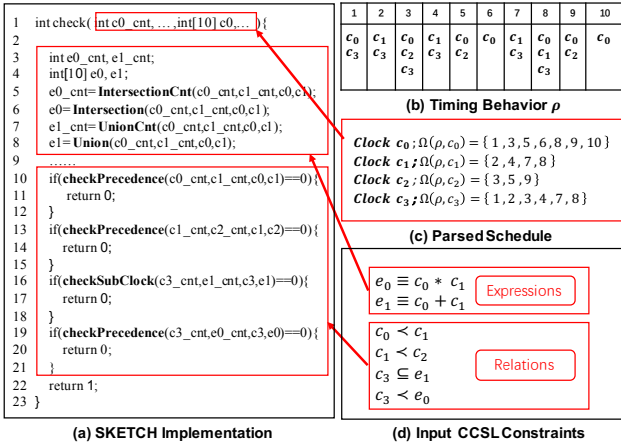 1 int check( int c0_cnt, … ,int[10] c0,… ){
2
3 int e0_cnt, e1_cnt;
4 int[10] e0, e1;
5 e0_cnt=IntersectionCnt(c0_cnt,c1_cnt,c0,c1);
6 e0=Intersection(c0_cnt,c1_cnt,c0,c1);
7 e1_cnt=UnionCnt(c0_cnt,c1_cnt,c0,c1);
8 e1=Union(c0_cnt,c1_cnt,c0,c1);
9 ……
10 if(checkPrecedence(c0_cnt,c1_cnt,c0,c1)==0){
11 return 0;
12 }
13 if(checkPrecedence(c1_cnt,c2_cnt,c1,c2)==0){
14 return 0;
15 }
16 if(checkSubClock(c3_cnt,e1_cnt,c3,e1)==0){
17 return 0;
18 }
19 if(checkPrecedence(c3_cnt,e0_cnt,c3,e0)==0){
20 return 0;
21 }
22 return 1;
23 }
(a) SKETCH Implementation
1 2 3 4 5 6 7 8 9 10
c₀ c₁ c₀ c₁ c₀ c₀ c₁ c₀ c₀ c₀
c₃ c₃ c₂ c₃ c₂ c₃ c₁ c₂
c₃ c₃
(b) Timing Behavior ρ
Clock c₀ ; Ω(ρ, c₀) = { 1, 3, 5, 6, 8, 9, 10}
Clock c₁ ; Ω(ρ, c₁) = {2, 4, 7, 8}
Clock c₂ ; Ω(ρ, c₂) = {3, 5, 9}
Clock c₃ ; Ω(ρ, c₃) = {1, 2, 3, 4, 7, 8}
(c) Parsed Schedule
e₀ ≡ c₀ * c₁
e₁ ≡ c₀ + c₁
Expressions
c₀ ≺ c₁
c₁ ≺ c₂
c₃ ⊆ e₁
c₃ ≺ e₀
Relations
(d) Input CCSL Constraints